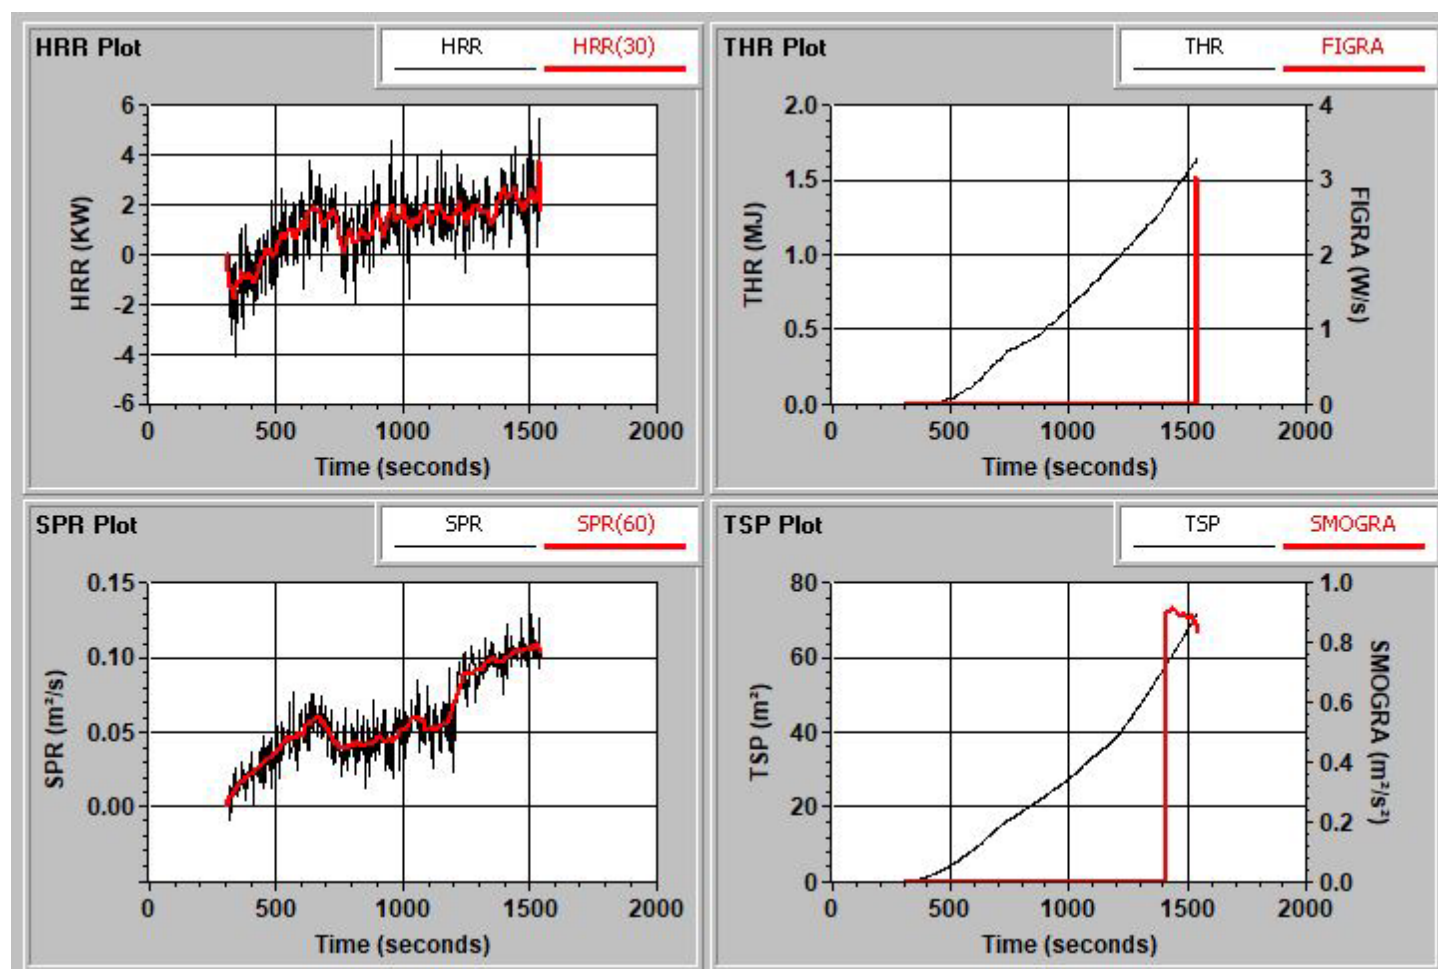 HRR Plot
HRR HRR(30)
6
4
2
0
-2
-4
-6
HRR (KW)
0 500 1000 1500 2000
Time (seconds)
THR Plot
THR FIGRA
2.0
1.5
1.0
0.5
0.0
THR (MJ)
4
3
2
1
0
FIGRA (W/s)
0 500 1000 1500 2000
Time (seconds)
SPR Plot
SPR SPR(60)
0.15
0.10
0.05
0.00
SPR (m²/s)
0 500 1000 1500 2000
Time (seconds)
TSP Plot
TSP SMOGRA
80
60
40
20
0
TSP (m²)
1.0
0.8
0.6
0.4
0.2
0.0
SMOGRA (m²/s²)
0 500 1000 1500 2000
Time (seconds)